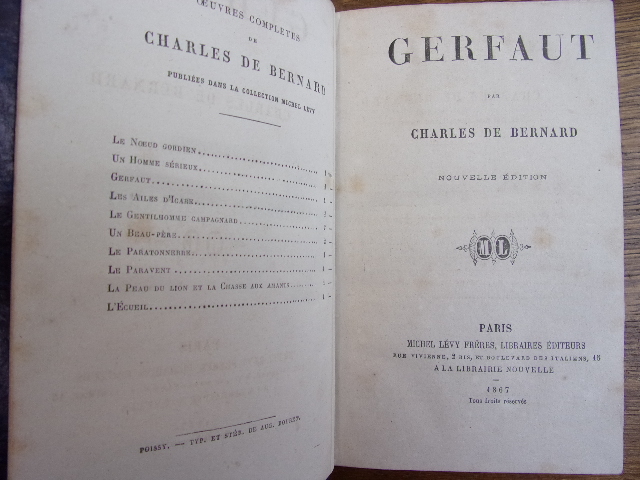 ŒUVRES COMPLÈTES
DE
CHARLES DE BERNARD
PUBLIÉES DANS LA COLLECTION MICHEL LÉVY
LE NŒUD GORDIEN
UN HOMME SÉRIEUX
GERFAUT
LES AILES D'ICARE
LE GENTILHOMME CAMPAGNARD
UN BEAU-PÈRE
LE PARATONNERRE
LE PARAVENT
LA PEAU DU LION ET LA CHASSE AUX AMANTS
L'ÉCUEIL
POISSY. — TYP. ET STÉR. DE AUG. BOURET.
GERFAUT
PAR
CHARLES DE BERNARD
NOUVELLE ÉDITION
ML
PARIS
MICHEL LÉVY FRÈRES, LIBRAIRES ÉDITEURS
RUE VIVIENNE, 2 BIS, ET BOULEVARD DES ITALIENS, 15
A LA LIBRAIRIE NOUVELLE
1867
Tous droits réservés